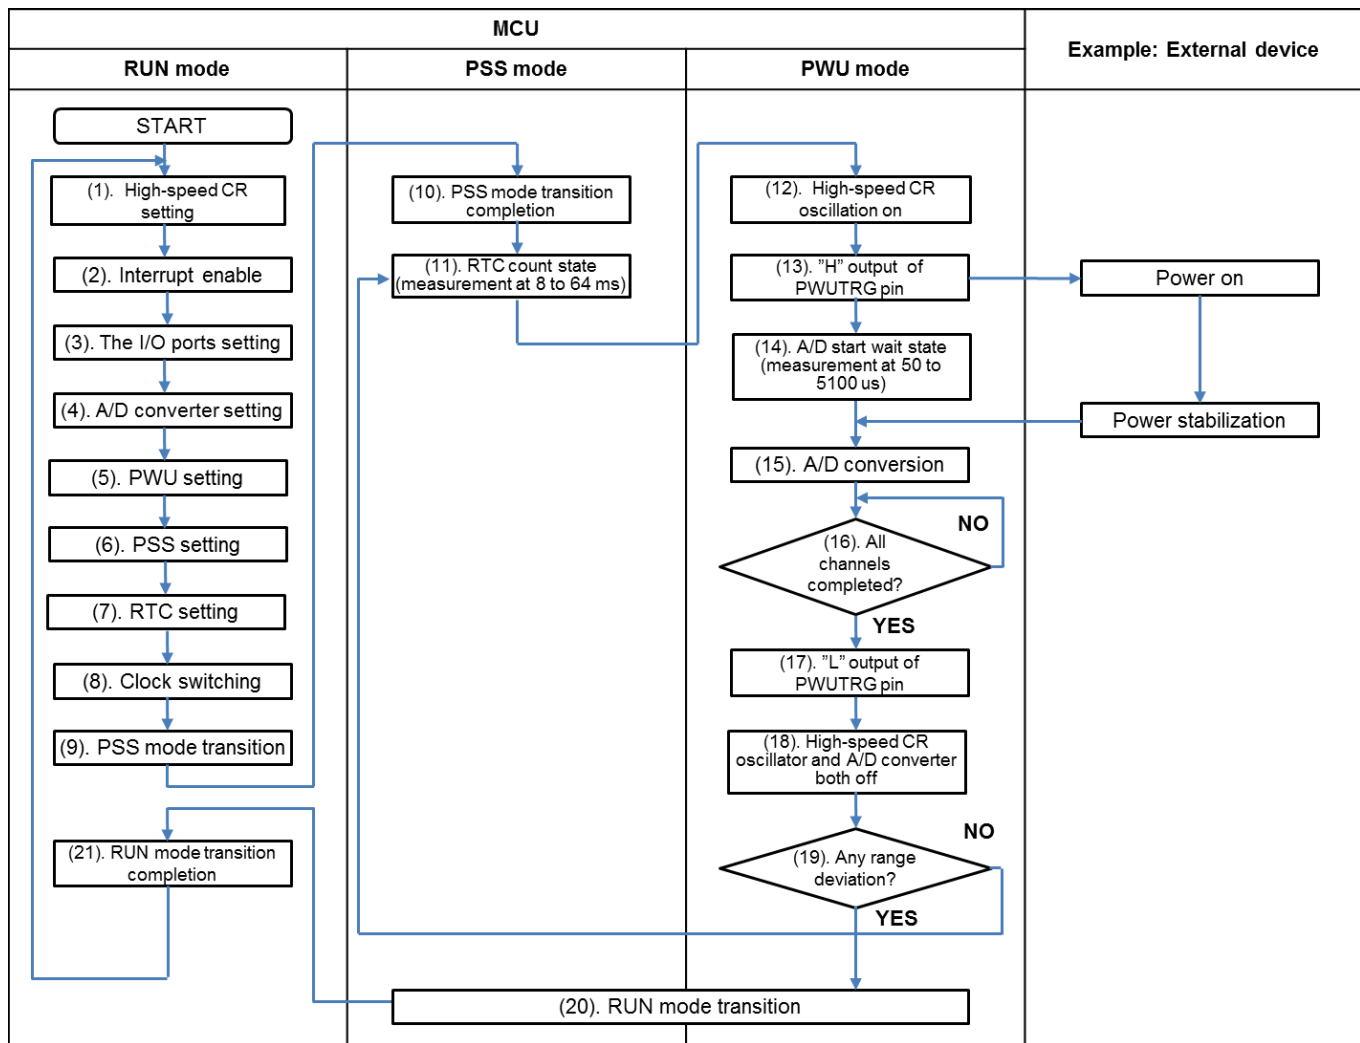 MCU
Example: External device
RUN mode
PSS mode
PWU mode
START
(1). High-speed CR
setting
(2). Interrupt enable
(3). The I/O ports setting
(4). A/D converter setting
(5). PWU setting
(6). PSS setting
(7). RTC setting
(8). Clock switching
(9). PSS mode transition
(21). RUN mode transition
completion
(10). PSS mode transition
completion
(11). RTC count state
(measurement at 8 to 64 ms)
(12). High-speed CR
oscillation on
(13). "H" output of
PWUTRG pin
(14). A/D start wait state
(measurement at 50 to
5100 us)
(15). A/D conversion
(16). All
channels
completed?
NO
YES
(17). "L" output of
PWUTRG pin
(18). High-speed CR
oscillator and A/D converter
both off
(19). Any range
deviation?
NO
YES
(20). RUN mode transition
Power on
Power stabilization